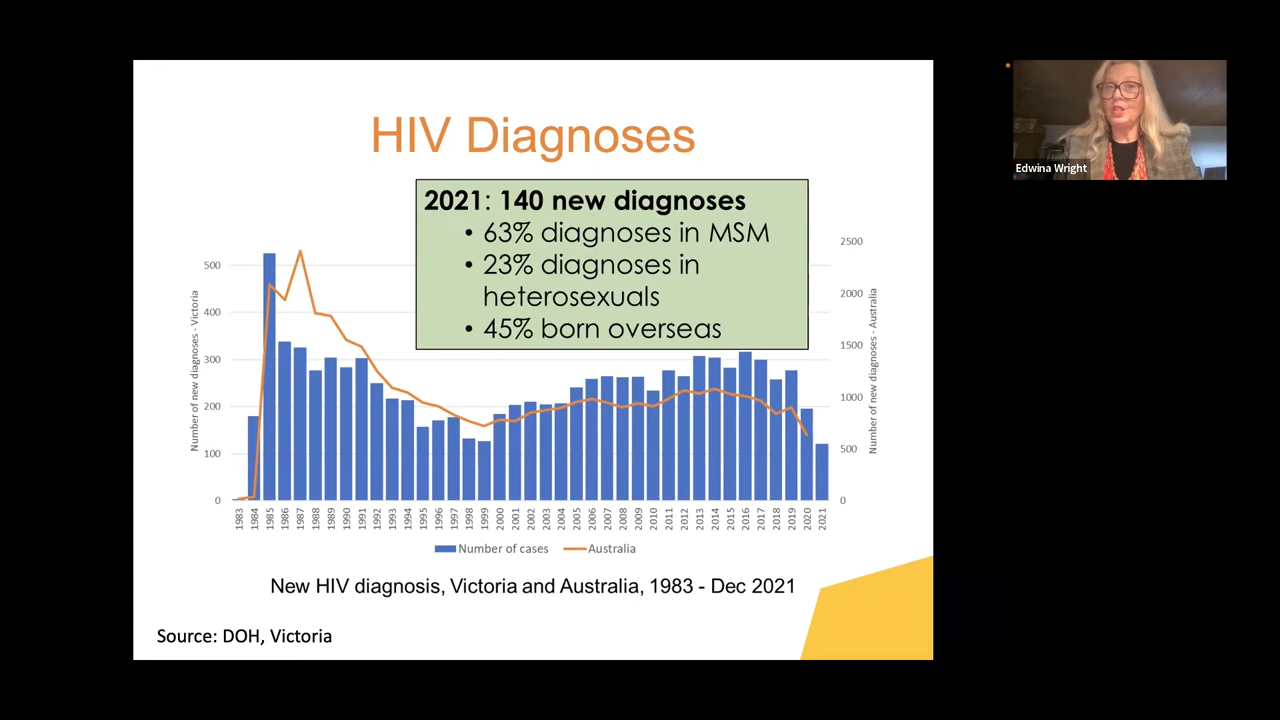 HIV Diagnoses
2021: 140 new diagnoses
• 63% diagnoses in MSM
• 23% diagnoses in
heterosexuals
• 45% born overseas
Number of new diagnoses - Victoria
500
400
300
200
100
0
2500
2000
1500
1000
500
0
Number of new diagnoses - Australia
1983 1984 1985 1986 1987 1988 1989 1990 1991 1992 1993 1994 1995 1996 1997 1998 1999 2000 2001 2002 2003 2004 2005 2006 2007 2008 2009 2010 2011 2012 2013 2014 2015 2016 2017 2018 2019 2020 2021
Number of cases Australia
New HIV diagnosis, Victoria and Australia, 1983 - Dec 2021
Source: DOH, Victoria
Edwina Wright